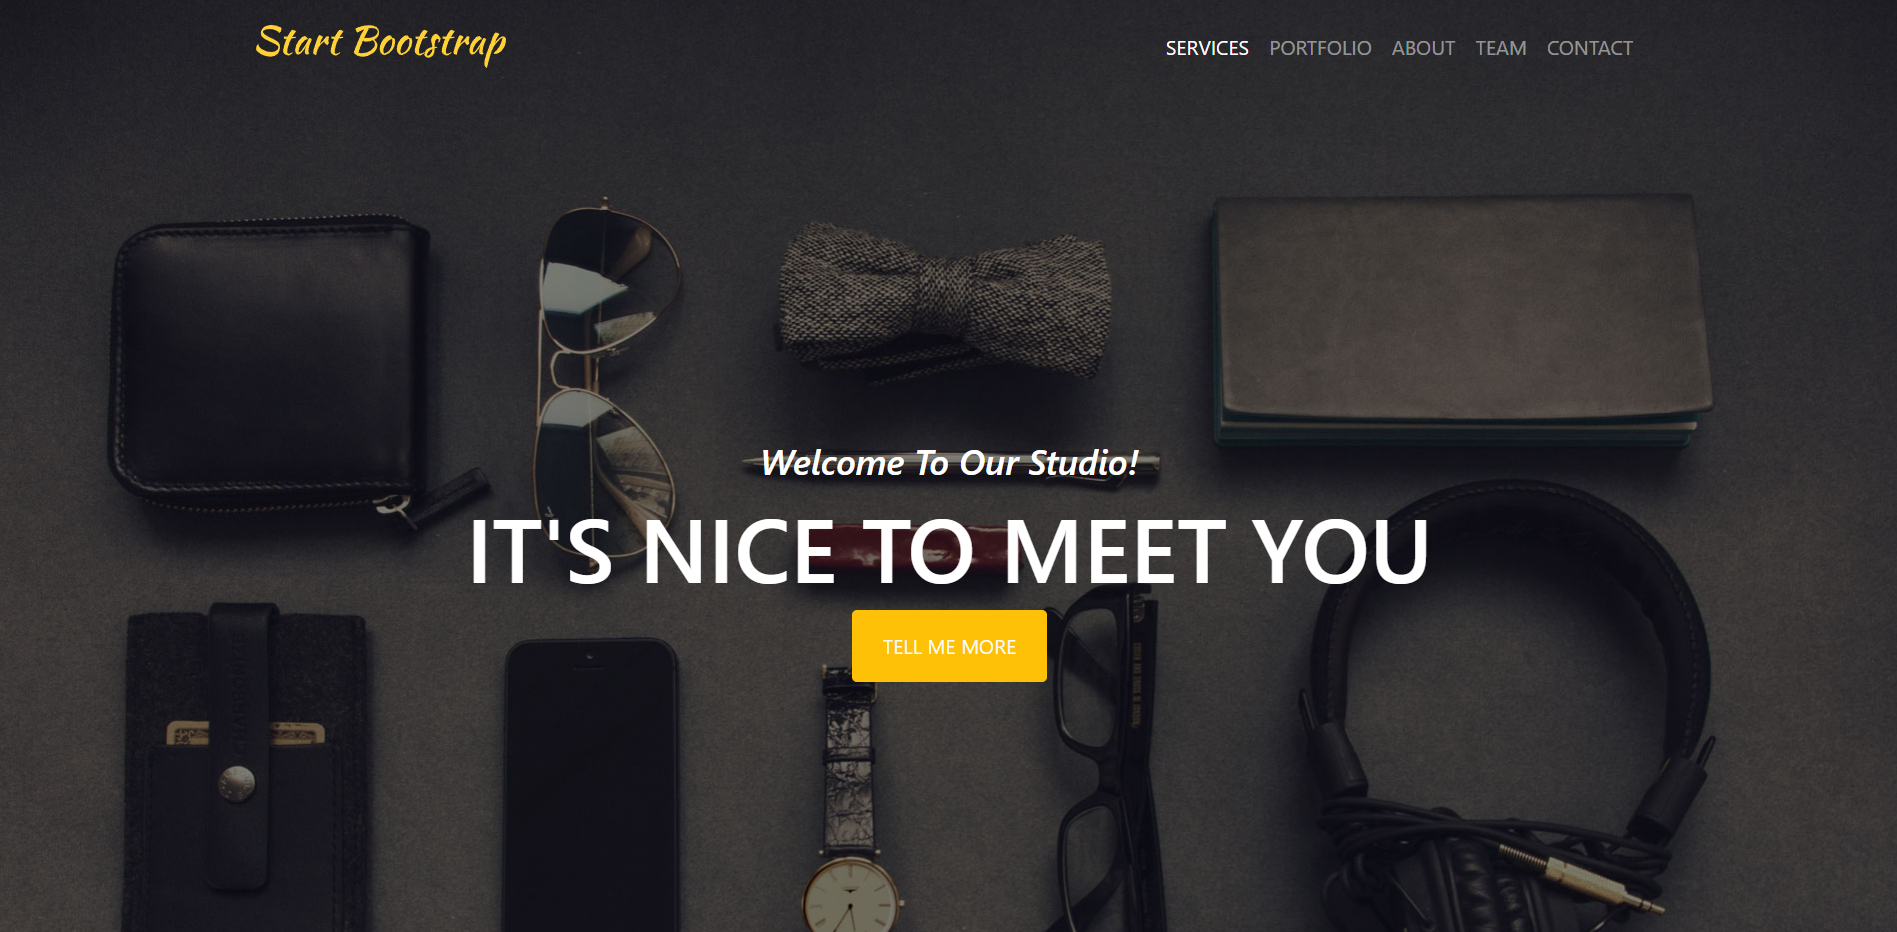 Start Bootstrap
SERVICES PORTFOLIO ABOUT TEAM CONTACT
Welcome To Our Studio!
IT'S NICE TO MEET YOU
TELL ME MORE